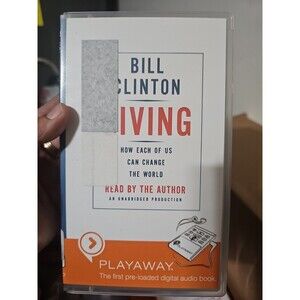 BILL
CLINTON
GIVING
HOW EACH OF US
CAN CHANGE
THE WORLD
READ BY THE AUTHOR
AN UNABRIDGED PRODUCTION
PLAYAWAY.
The first pre-loaded digital audio book.